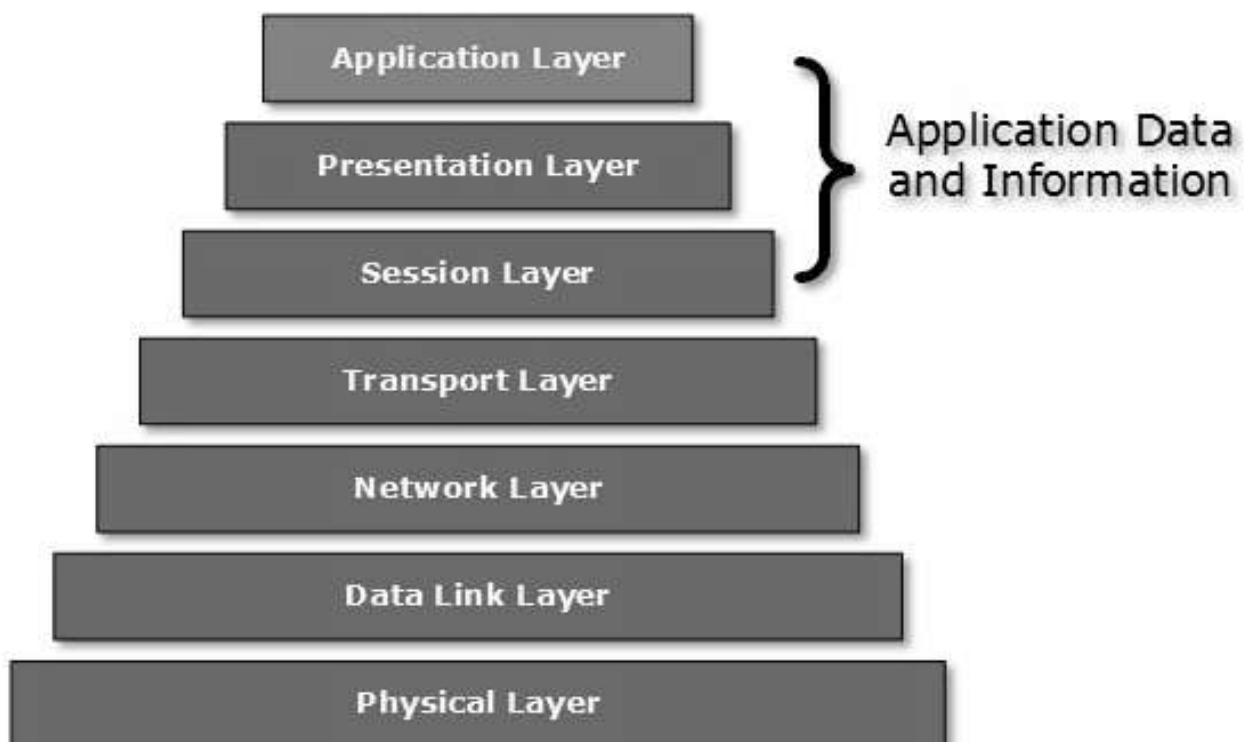 Application Layer
Presentation Layer
Session Layer
Transport Layer
Network Layer
Data Link Layer
Physical Layer
Application Data
and Information